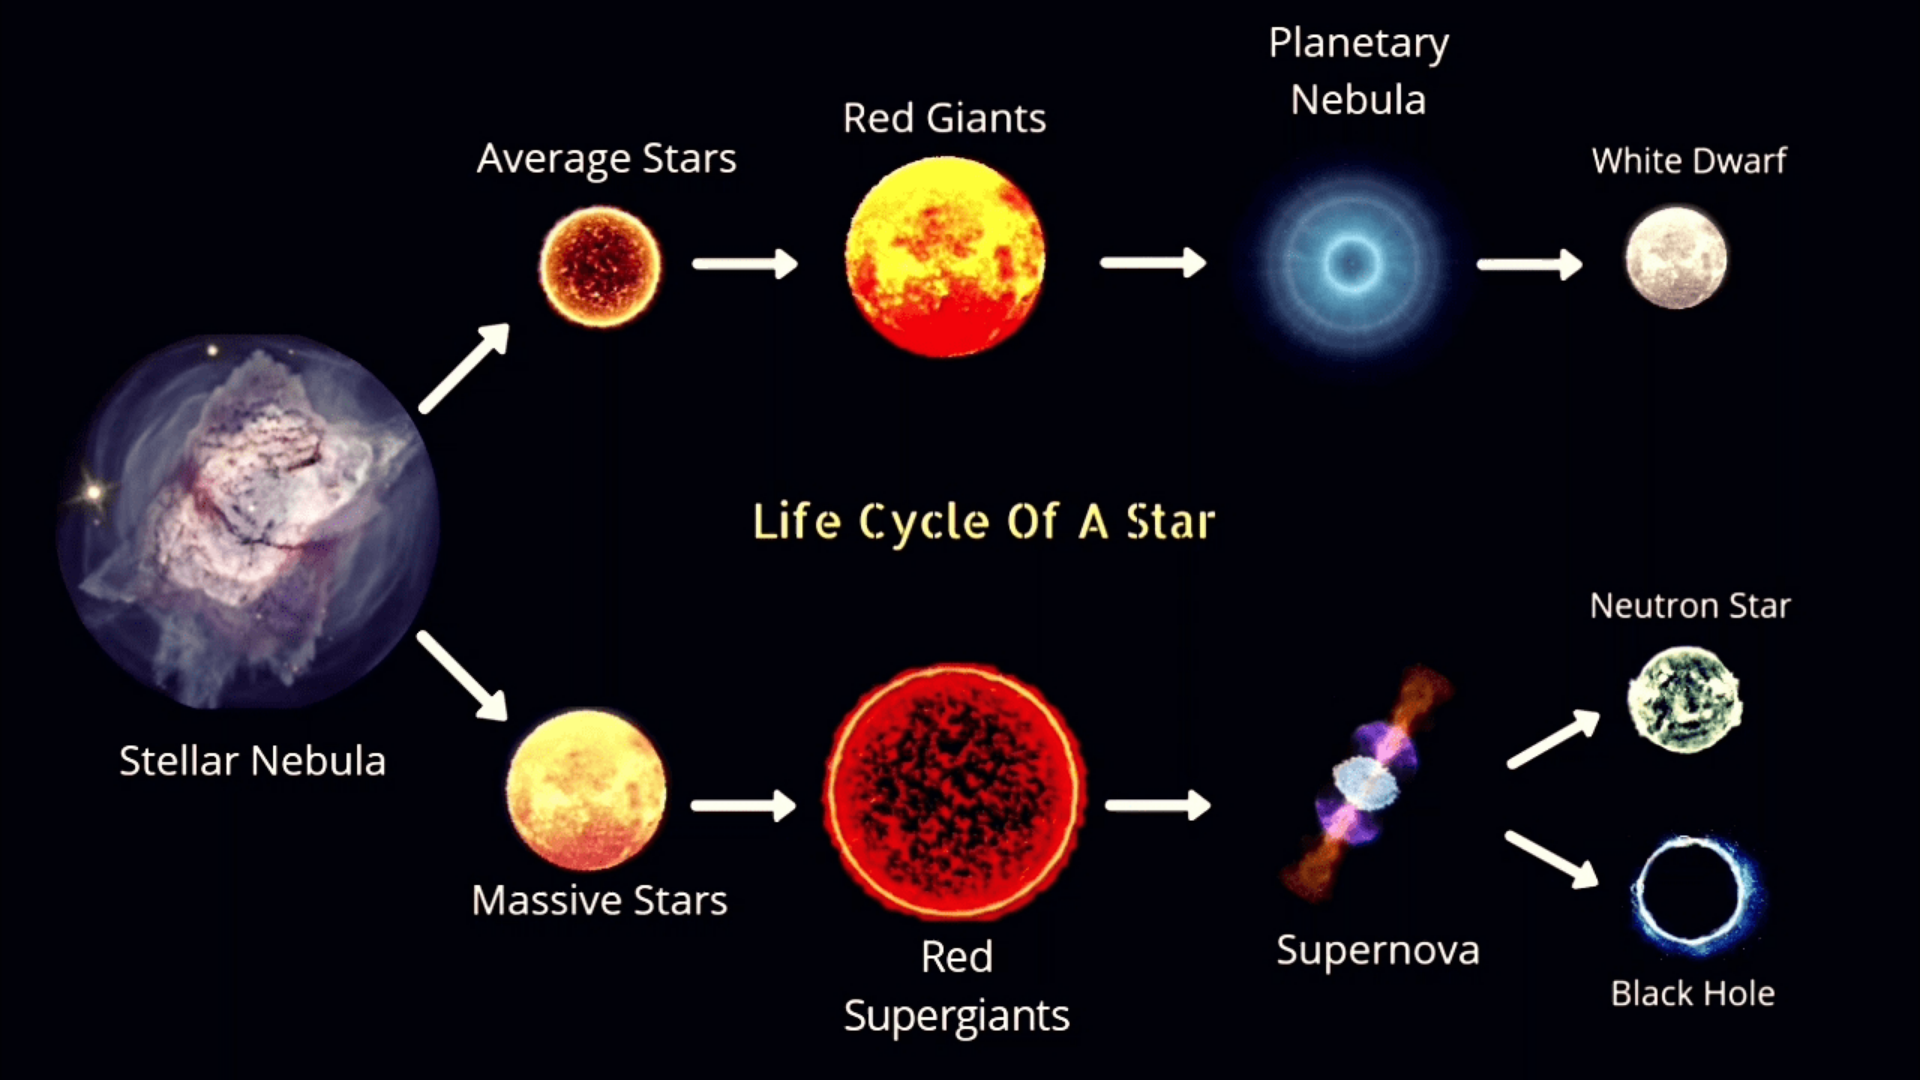 Planetary
Nebula
Red Giants
Average Stars
White Dwarf
Life Cycle Of A Star
Stellar Nebula
Massive Stars
Red
Supergiants
Supernova
Neutron Star
Black Hole